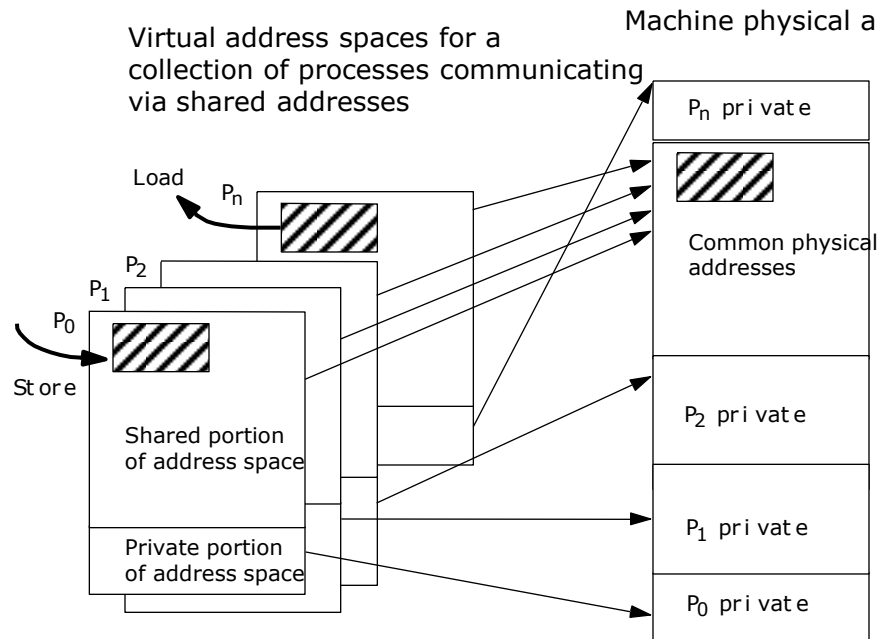 Machine physical a
Virtual address spaces for a
collection of processes communicating
via shared addresses
Pn private
Load
Pn
Common physical
addresses
P2
P1
P0
Store
Shared portion
of address space
P2 private
P1 private
Private portion
of address space
P0 private